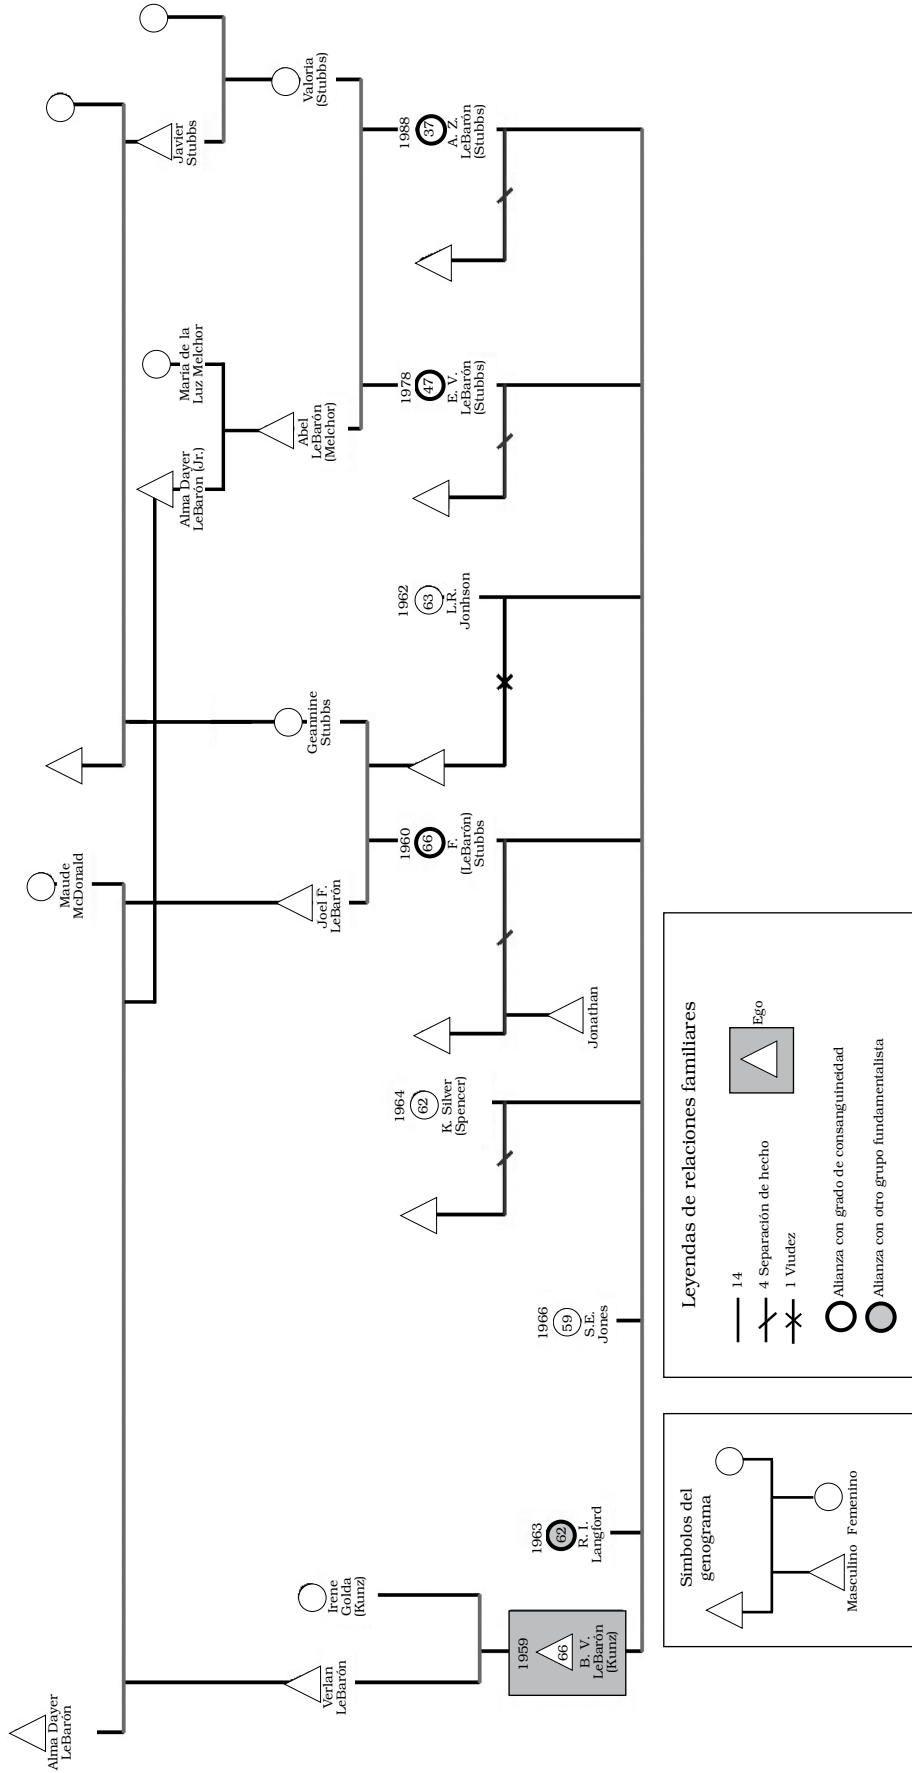 Alma Dayer
LeBarón
Maude
McDonald
Javier
Stubbs
Alma Dayer
LeBarón (Jr.)
María de la
Luz Melchor
Verlan
LeBarón
Irene
Golda
(Kunz)
Joel F.
LeBarón
Geannine
Stubbs
Abel
LeBarón
(Melchor)
Valoria
(Stubbs)
1959
66
B. V.
LeBarón
(Kunz)
1963
62
R. I.
Langford
1966
59
S.E.
Jones
1964
62
K. Silver
(Spencer)
Jonathan
1960
66
F.
(LeBarón)
Stubbs
1962
63
L.R.
Jonhson
1978
47
E. V.
LeBarón
(Stubbs)
1988
37
A. Z.
LeBarón
(Stubbs)
Símbolos del
genograma
Masculino Femenino
Leyendas de relaciones familiares
14
4 Separación de hecho
1 Viudez
Ego
Alianza con grado de consanguineidad
Alianza con otro grupo fundamentalista